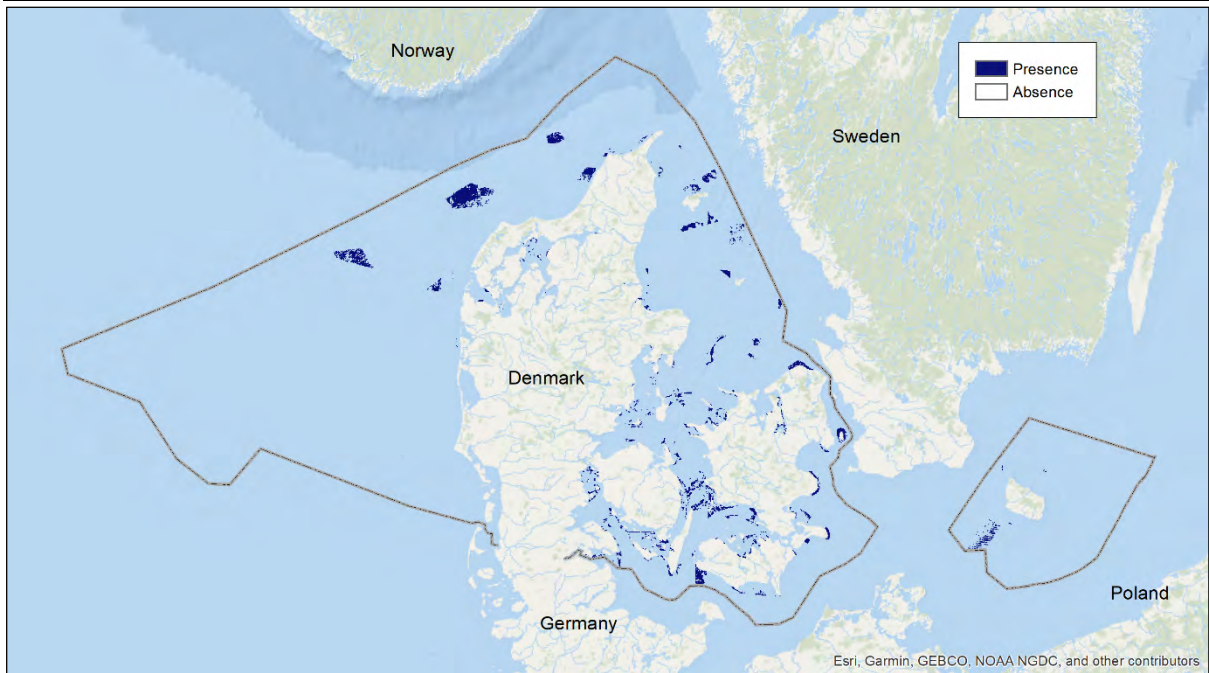 Norway
Presence
Absence
Sweden
Denmark
Poland
Germany
Esri, Garmin, GEBCO, NOAA NGDC, and other contributors